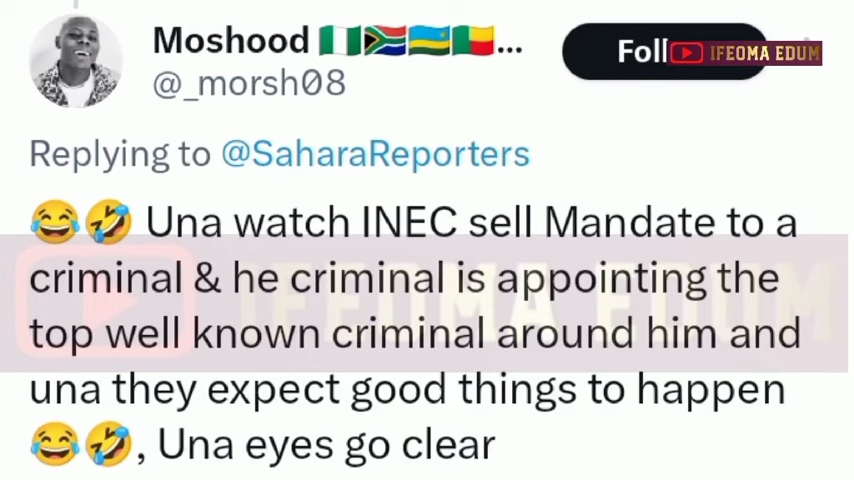 Moshood 🇳🇬🇿🇦🇷🇼🇧🇯...
Foll
IFEOMA EDUM
@_morsh08
Replying to @SaharaReporters
😂🤣 Una watch INEC sell Mandate to a
criminal & he criminal is appointing the
top well known criminal around him and
una they expect good things to happen
😂🤣, Una eyes go clear
IFEOMA EDUM